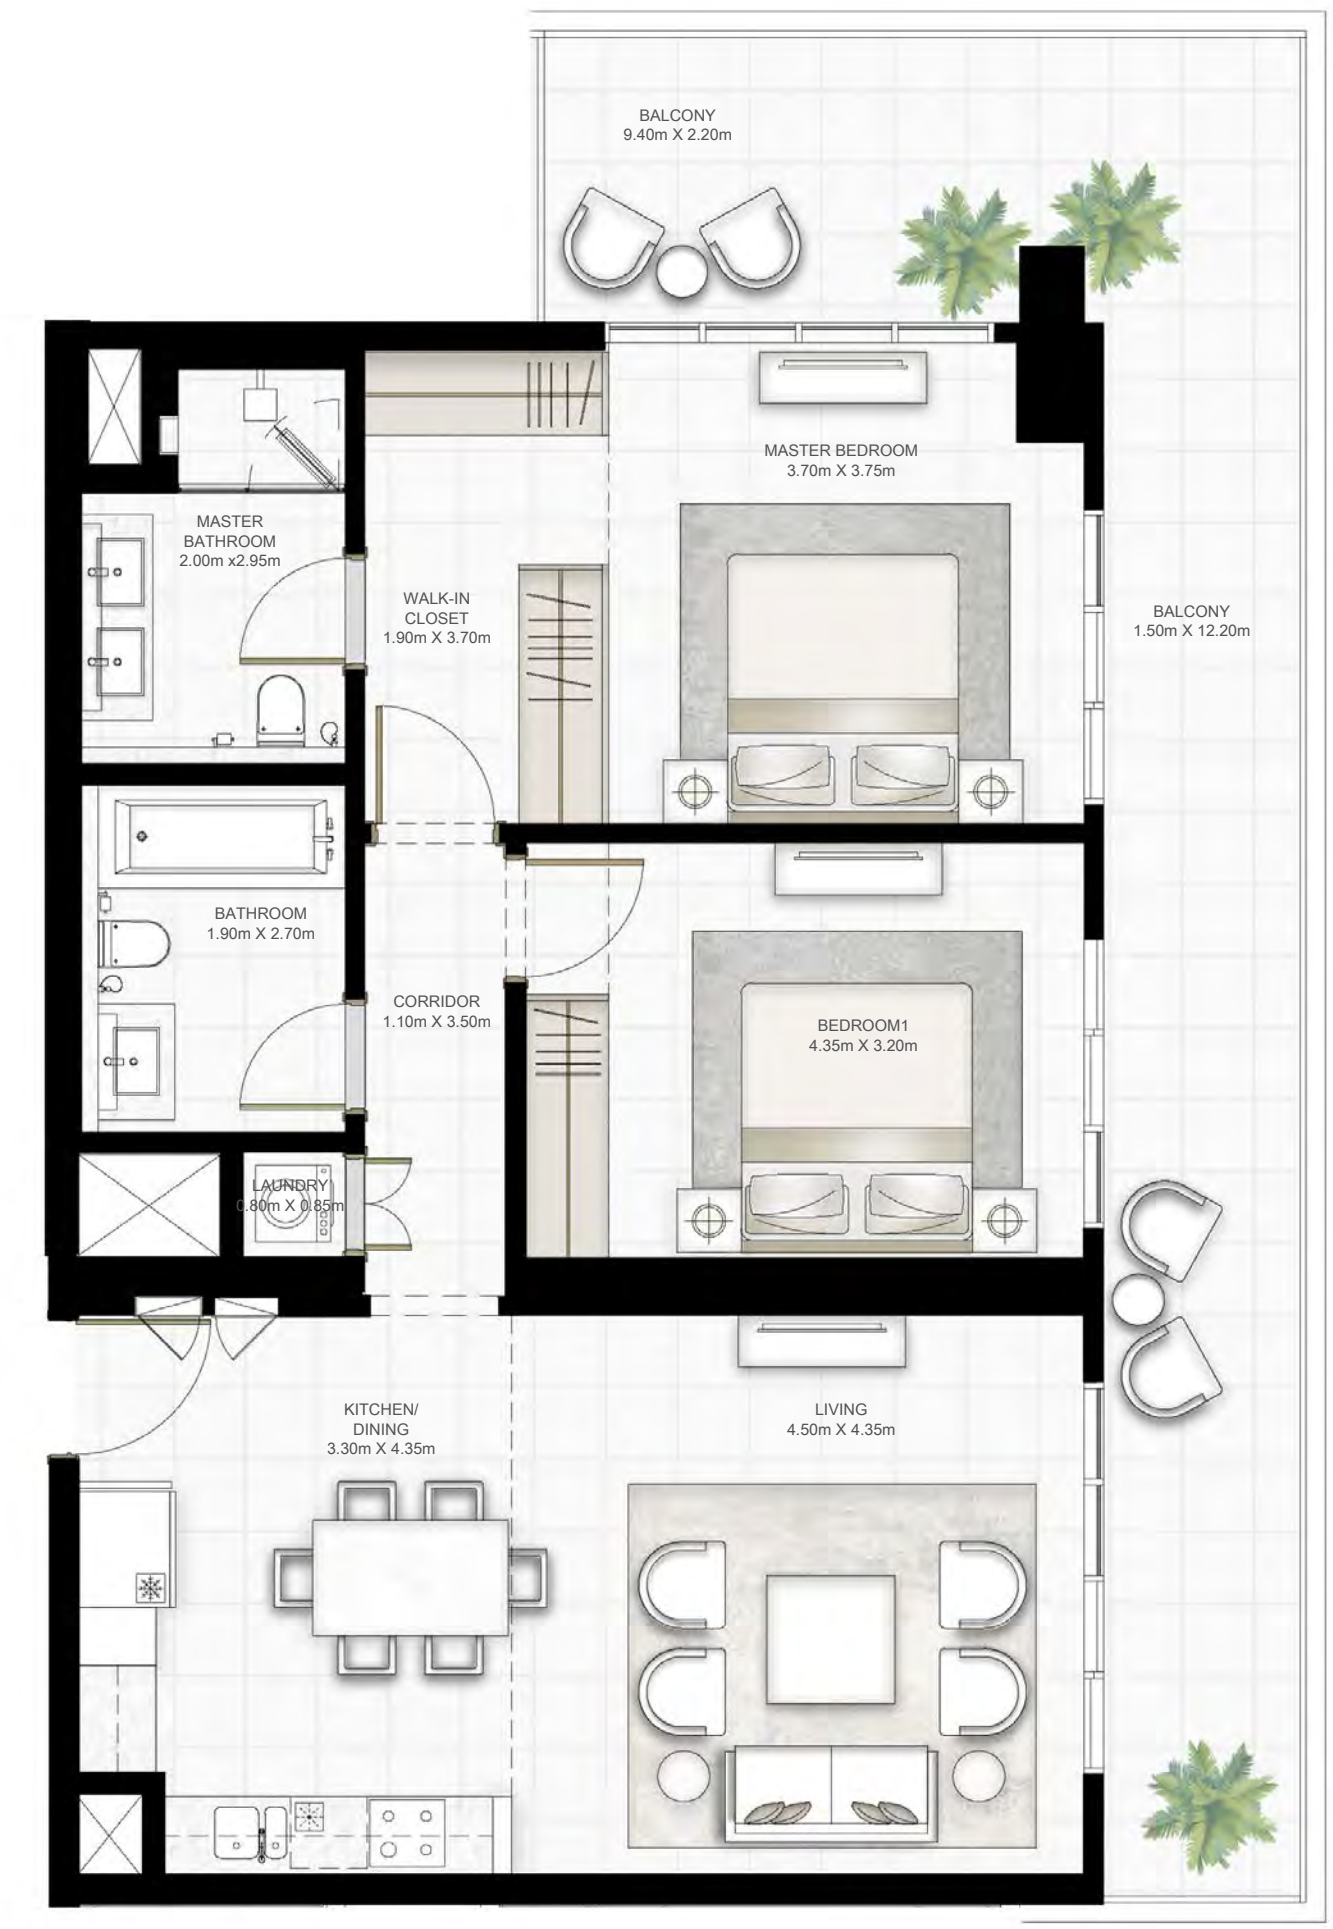 BALCONY
9.40m X 2.20m
MASTER BEDROOM
3.70m X 3.75m
MASTER
BATHROOM
2.00m x2.95m
WALK-IN
CLOSET
1.90m X 3.70m
BALCONY
1.50m X 12.20m
BATHROOM
1.90m X 2.70m
CORRIDOR
1.10m X 3.50m
BEDROOM1
4.35m X 3.20m
LAUNDRY
0.80m X 0.85m
KITCHEN/
DINING
3.30m X 4.35m
LIVING
4.50m X 4.35m